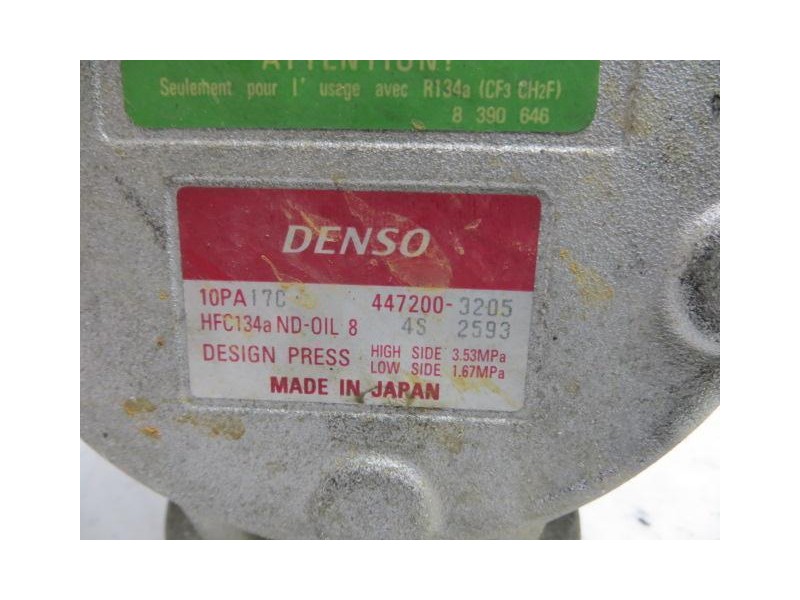 ATTENTION!
Seulement pour l' usage avec R134a (CF3 CH2F)
8 390 646
DENSO
10PA17C 447200-3205
HFC134a ND-OIL 8 4S 2593
DESIGN PRESS HIGH SIDE 3.53MPa
LOW SIDE 1.67MPa
MADE IN JAPAN